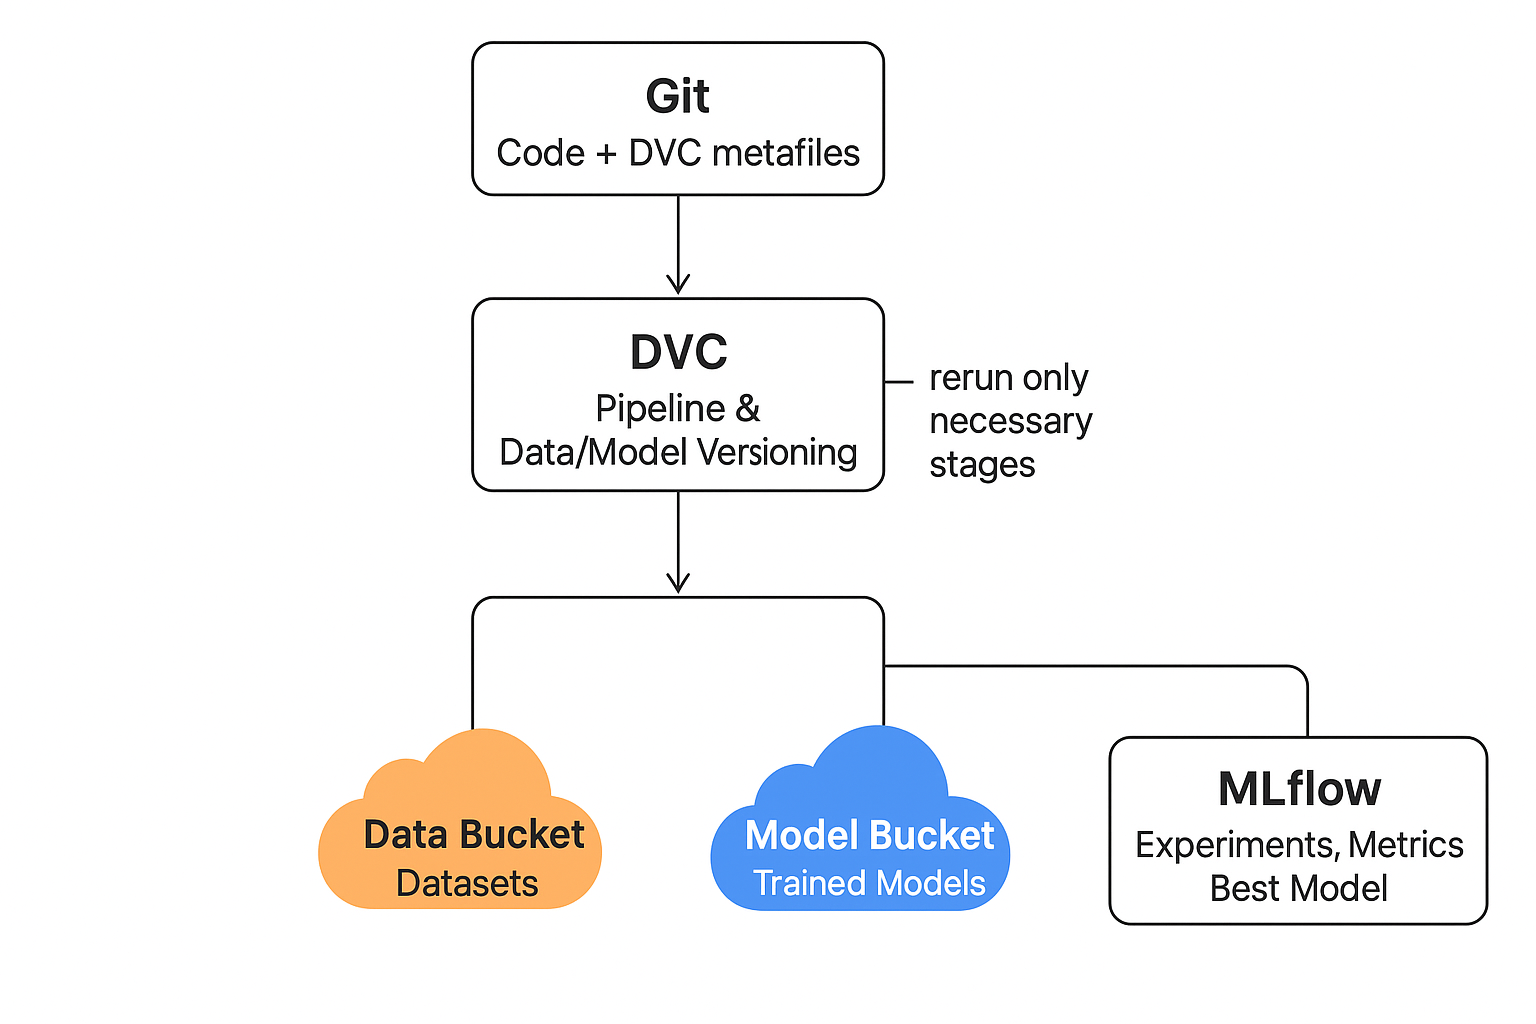 Git
Code + DVC metafiles
DVC
Pipeline &
Data/Model Versioning
rerun only
necessary
stages
Data Bucket
Datasets
Model Bucket
Trained Models
MLflow
Experiments, Metrics
Best Model